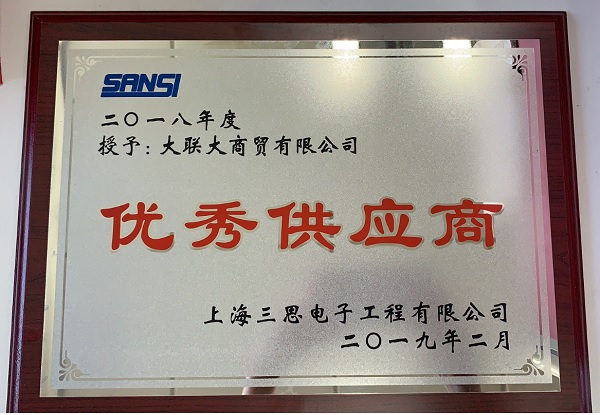 SANSI
二〇一八年度
授予：大联大商贸有限公司
优秀供应商
上海三思电子工程有限公司
二〇一九年二月